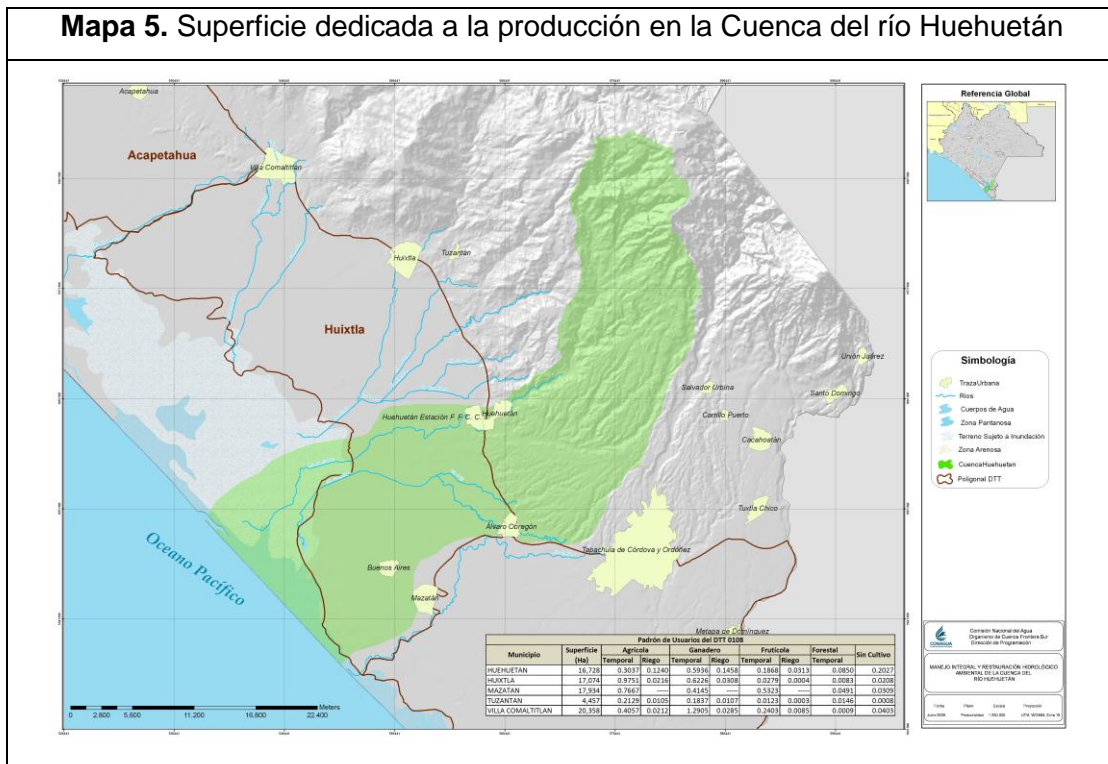 Mapa 5. Superficie dedicada a la producción en la Cuenca del río Huehuetán
Acapetahua
Acapetahua
Villa Comaltitlán
Huixtla
Tuzantán
Huixtla
Unión Juárez
Salvador Urbina
Santo Domingo
Huehuetán Estación F. F. C. C.
Huehuetán
Carrillo Puerto
Cacahoatán
Tuxtla Chico
Álvaro Obregón
Tapachula de Córdova y Ordóñez
Oceano Pacífico
Buenos Aires
Mazatán
Metapa de Domínguez
Meters
0 2,800 5,600 11,200 16,800 22,400
Padrón de Usuarios del DTT 0108
Municipio Superficie (Ha) Agrícola Ganadero Frutícola Forestal Sin Cultivo
Temporal Riego Temporal Riego Temporal Riego Temporal
HUEHUETAN 16,728 0.3037 0.1240 0.5936 0.1458 0.1868 0.0313 0.0850 0.2027
HUIXTLA 17,074 0.9751 0.0216 0.6226 0.0308 0.0279 0.0004 0.0083 0.0208
MAZATAN 17,934 0.7667 ----- 0.4145 ----- 0.5323 ----- 0.0491 0.0309
TUZANTAN 4,457 0.2129 0.0105 0.1837 0.0107 0.0123 0.0003 0.0146 0.0008
VILLA COMALTITLAN 20,358 0.4057 0.0212 1.2905 0.0285 0.2403 0.0085 0.0009 0.0403
Referencia Global
Simbología
TrazaUrbana
Rios
Cuerpos de Agua
Zona Pantanosa
Terreno Sujeto a Inundación
Zona Arenosa
CuencaHuehuetan
Poligonal DTT
CONAGUA
Comisión Nacional del Agua
Organismo de Cuenca Frontera Sur
Dirección de Programación
MANEJO INTEGRAL Y RESTAURACIÓN HIDROLÓGICO
AMBIENTAL DE LA CUENCA DEL
RÍO HUEHUETÁN
Fecha Plano Escala Proyección